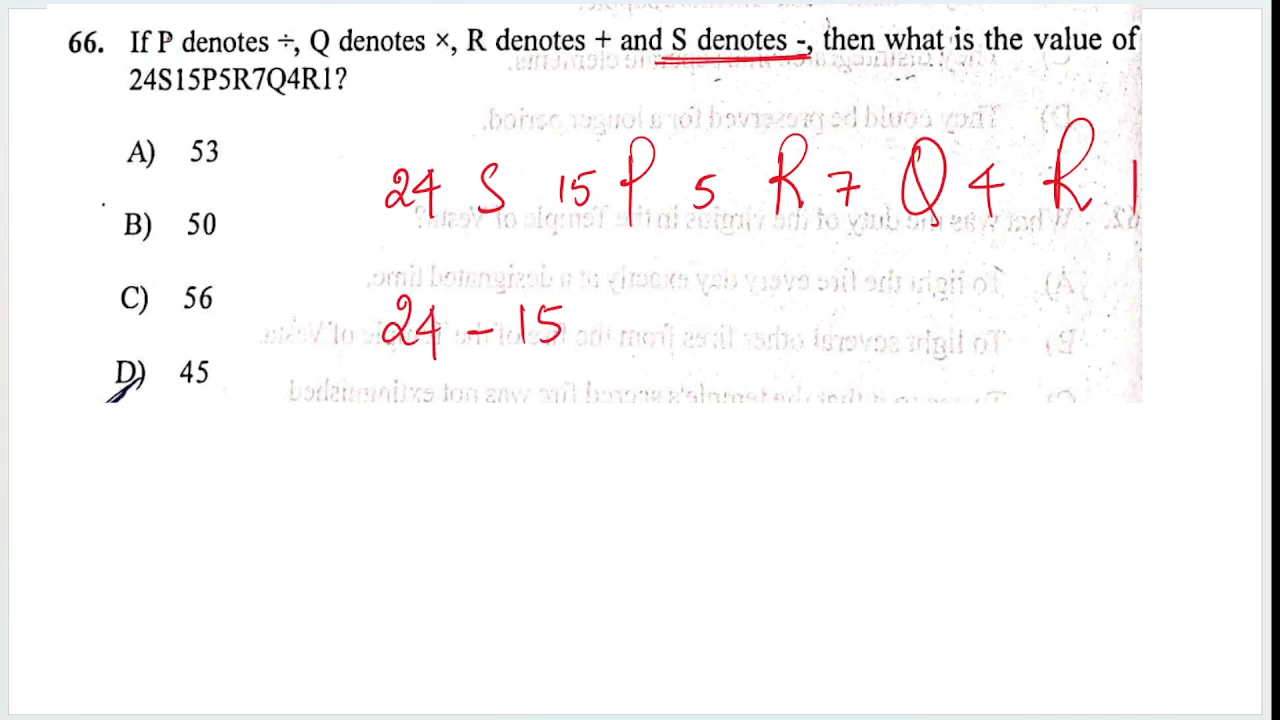 66. If P denotes ÷, Q denotes ×, R denotes + and S denotes -, then what is the value of
24S15P5R7Q4R1?
A) 53
B) 50
C) 56
D) 45
24 S 15 P 5 R 7 Q 4 R 1
24 - 15